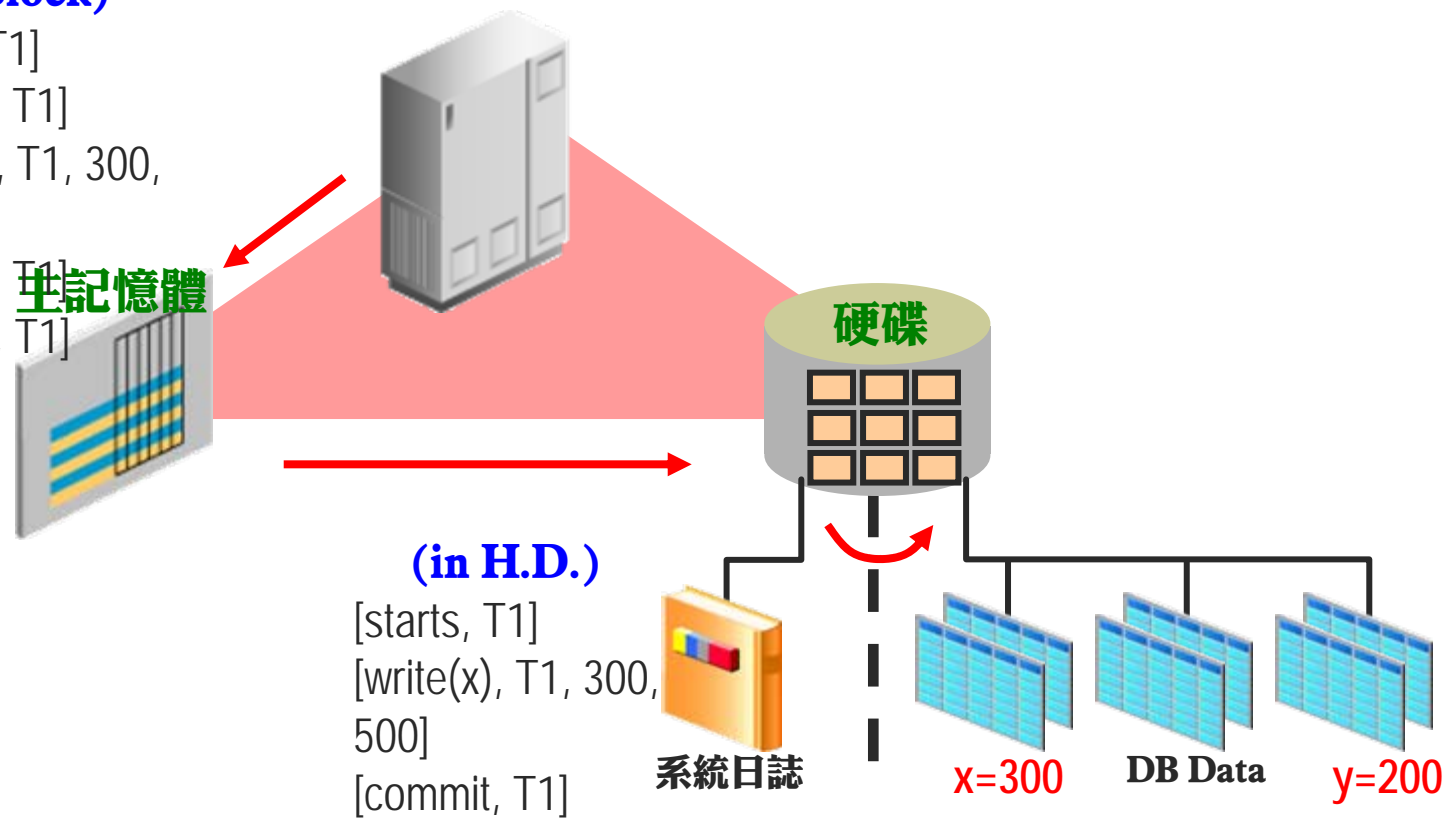 T1]
T1]
, T1, 300,
T1]
主記憶體
T1]
硬碟
(in H.D.)
[starts, T1]
[write(x), T1, 300,
500]
[commit, T1]
系統日誌
x=300
DB Data
y=200